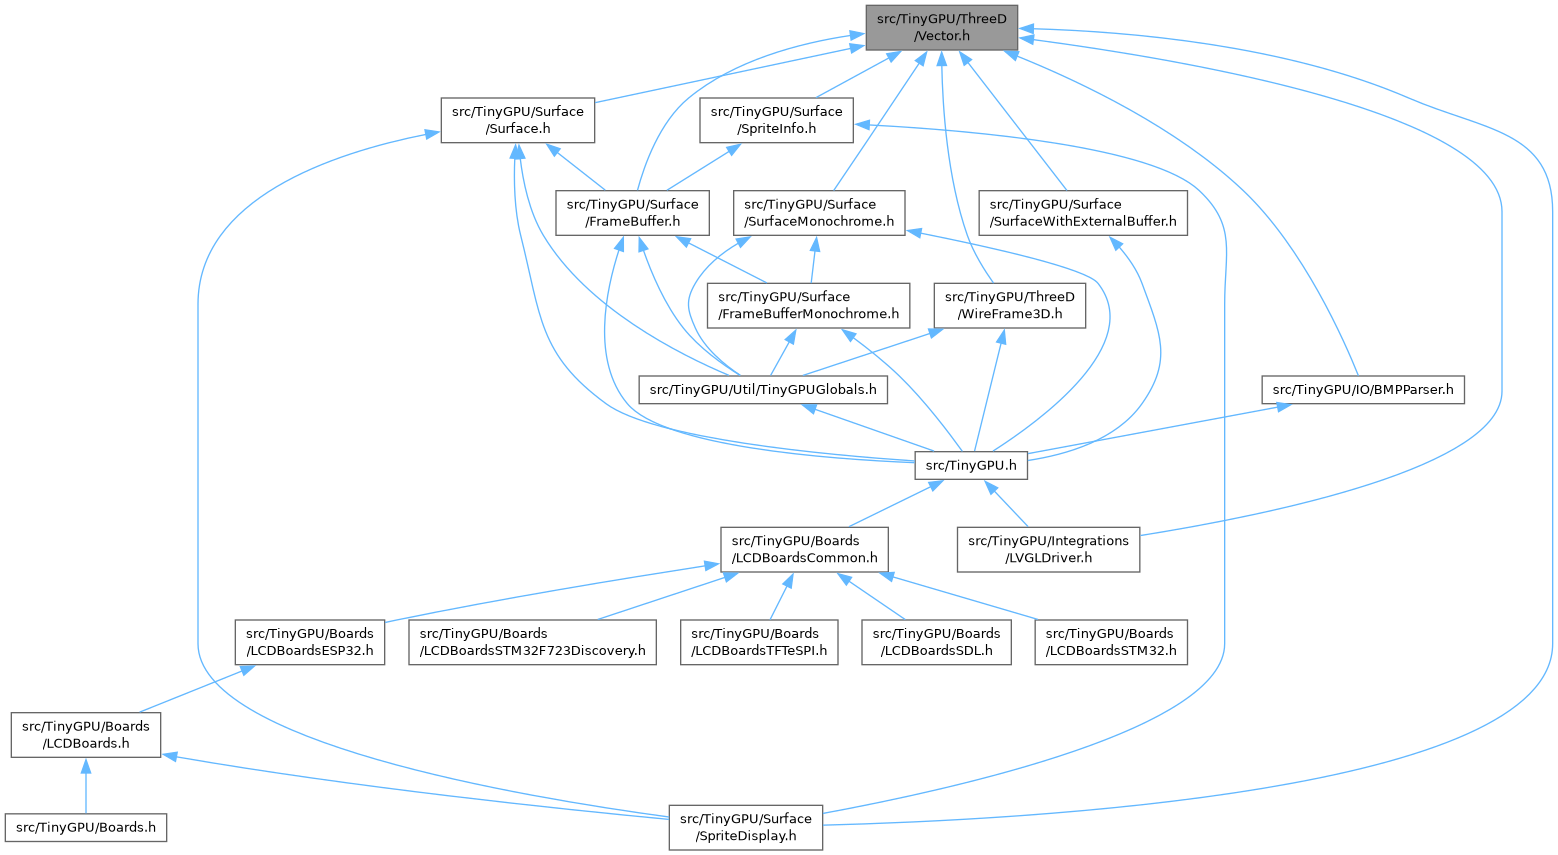 src/TinyGPU/ThreeD
/Vector.h
src/TinyGPU/Surface
/Surface.h
src/TinyGPU/Surface
/SpriteInfo.h
src/TinyGPU/Surface
/FrameBuffer.h
src/TinyGPU/Surface
/SurfaceMonochrome.h
src/TinyGPU/Surface
/SurfaceWithExternalBuffer.h
src/TinyGPU/Surface
/FrameBufferMonochrome.h
src/TinyGPU/ThreeD
/WireFrame3D.h
src/TinyGPU/Util/TinyGPUGlobals.h
src/TinyGPU/IO/BMPParser.h
src/TinyGPU.h
src/TinyGPU/Boards
/LCDBoardsCommon.h
src/TinyGPU/Integrations
/LVGLDriver.h
src/TinyGPU/Boards
/LCDBoardsESP32.h
src/TinyGPU/Boards
/LCDBoardsSTM32F723Discovery.h
src/TinyGPU/Boards
/LCDBoardsTFTeSPI.h
src/TinyGPU/Boards
/LCDBoardsSDL.h
src/TinyGPU/Boards
/LCDBoardsSTM32.h
src/TinyGPU/Boards
/LCDBoards.h
src/TinyGPU/Boards.h
src/TinyGPU/Surface
/SpriteDisplay.h